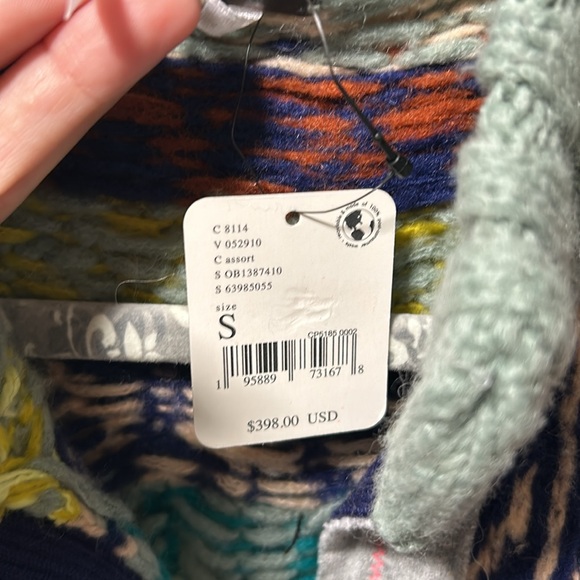 C 8114
V 052910
C assort
S OB1387410
S 63985055
size
S
CP5185 0002
1 95889 73167 8
$398.00 USD